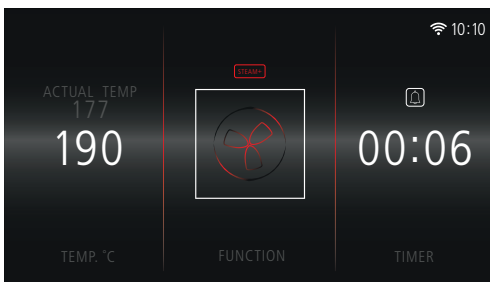 10:10
STEAM+
ACTUAL TEMP
177
190
00:06
TEMP. °C
FUNCTION
TIMER